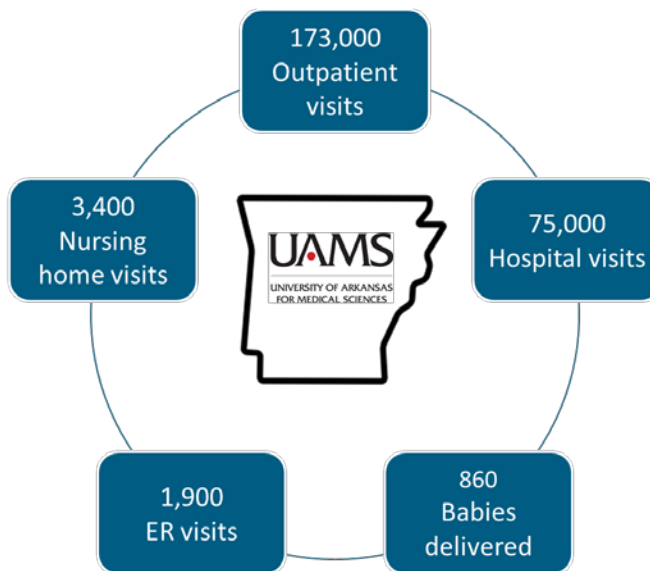 173,000
Outpatient
visits
3,400
Nursing
home visits
75,000
Hospital visits
UAMS
UNIVERSITY OF ARKANSAS
FOR MEDICAL SCIENCES
1,900
ER visits
860
Babies
delivered